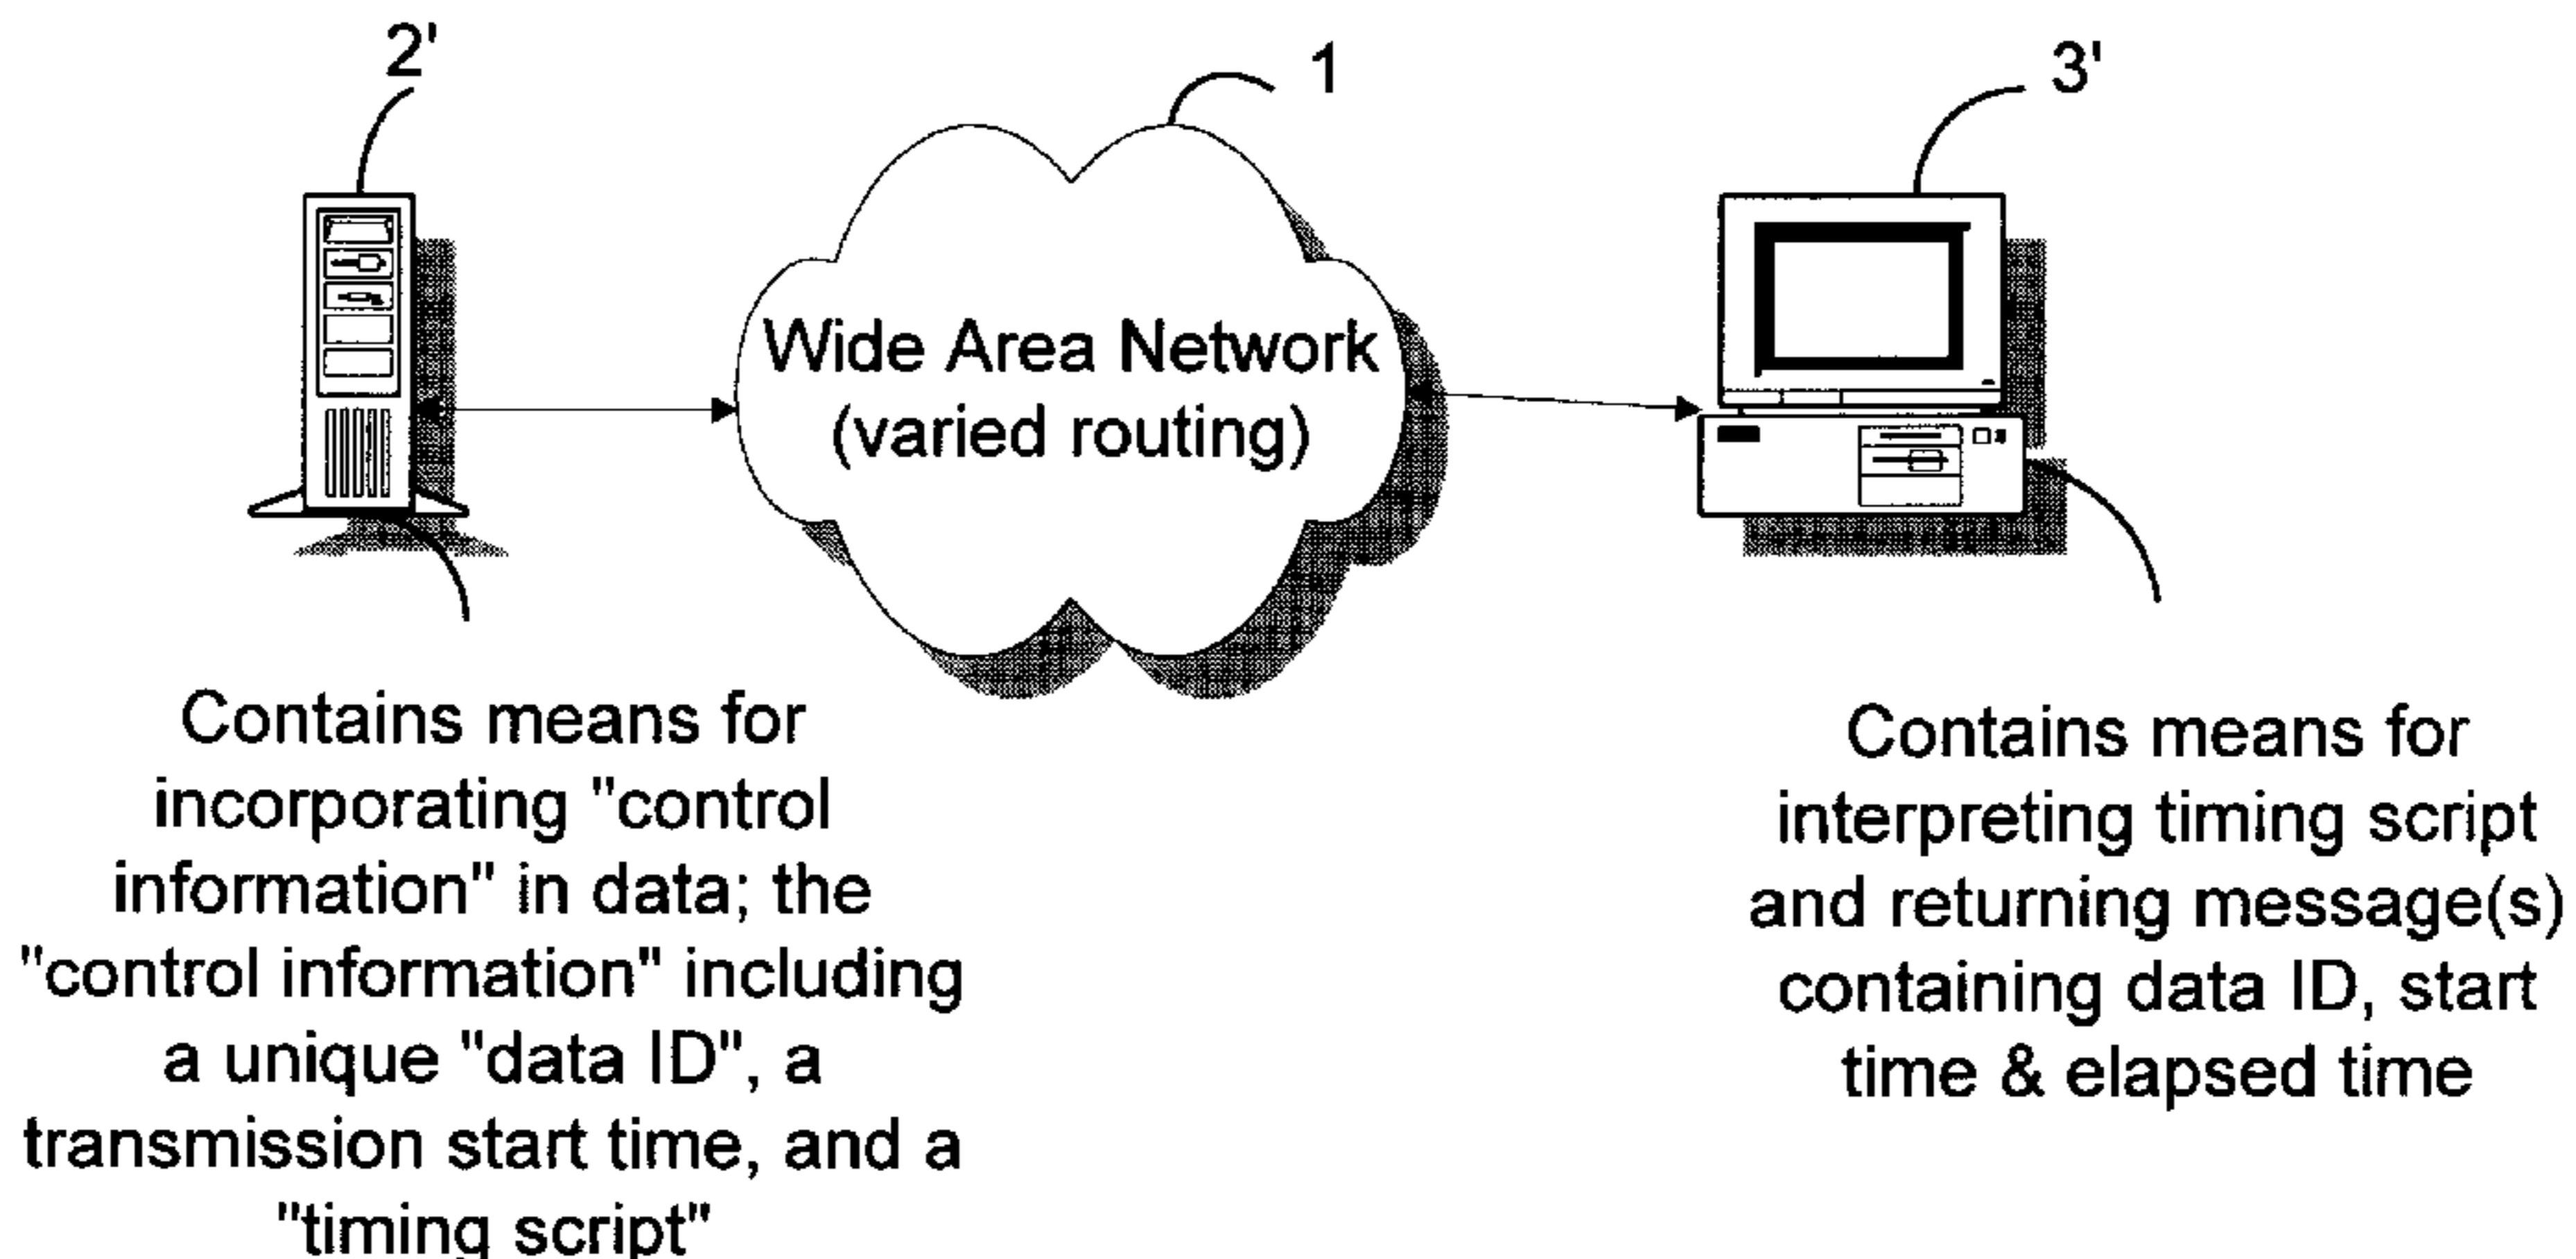 2'
1
3'
Wide Area Network
(varied routing)
Contains means for
incorporating "control
information" in data; the
"control information" including
a unique "data ID", a
transmission start time, and a
"timing script"
Contains means for
interpreting timing script
and returning message(s)
containing data ID, start
time & elapsed time